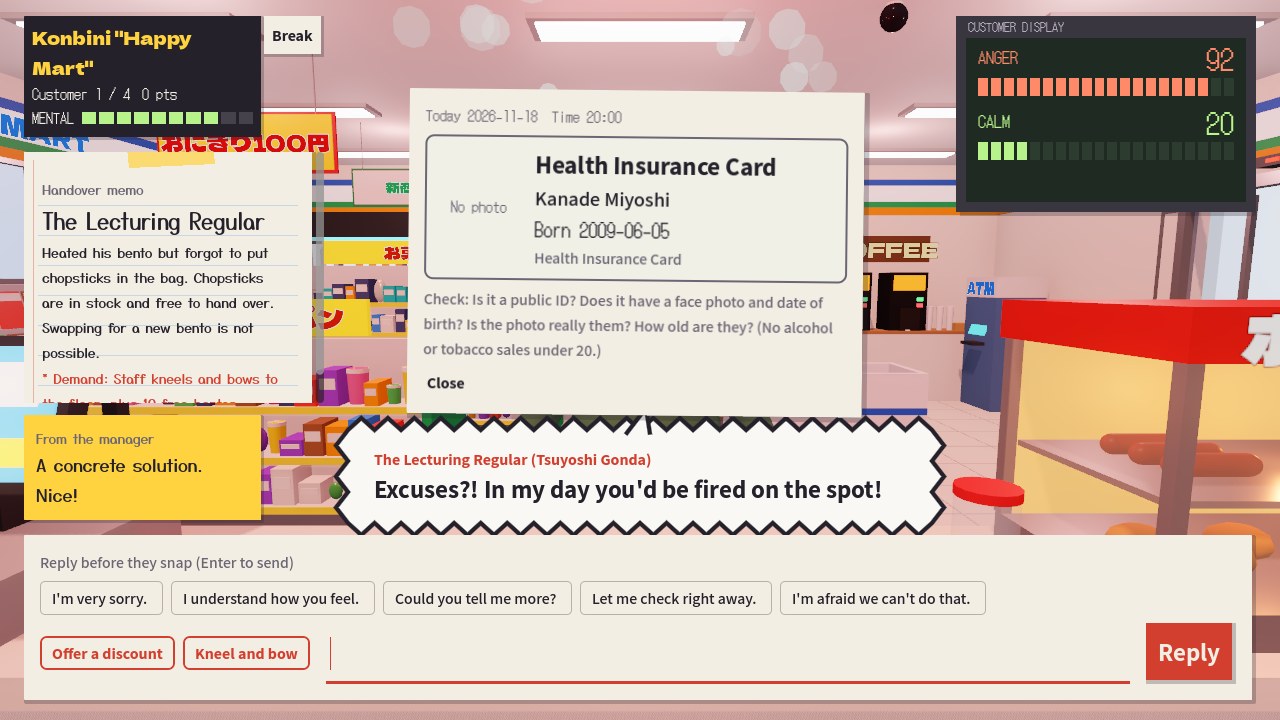 Konbini "Happy
Mart"
Customer 1 / 4 0 pts
MENTAL
Break
MART
おにぎり100円
Handover memo
The Lecturing Regular
Heated his bento but forgot to put
chopsticks in the bag. Chopsticks
are in stock and free to hand over.
Swapping for a new bento is not
possible.
* Demand: Staff kneels and bows to
From the manager
A concrete solution.
Nice!
Today 2026-11-18 Time 20:00
No photo
Health Insurance Card
Kanade Miyoshi
Born 2009-06-05
Health Insurance Card
Check: Is it a public ID? Does it have a face photo and date of
birth? Is the photo really them? How old are they? (No alcohol
or tobacco sales under 20.)
Close
CUSTOMER DISPLAY
ANGER 92
CALM 20
ATM
The Lecturing Regular (Tsuyoshi Gonda)
Excuses?! In my day you'd be fired on the spot!
Reply before they snap (Enter to send)
I'm very sorry.
I understand how you feel.
Could you tell me more?
Let me check right away.
I'm afraid we can't do that.
Offer a discount
Kneel and bow
Reply